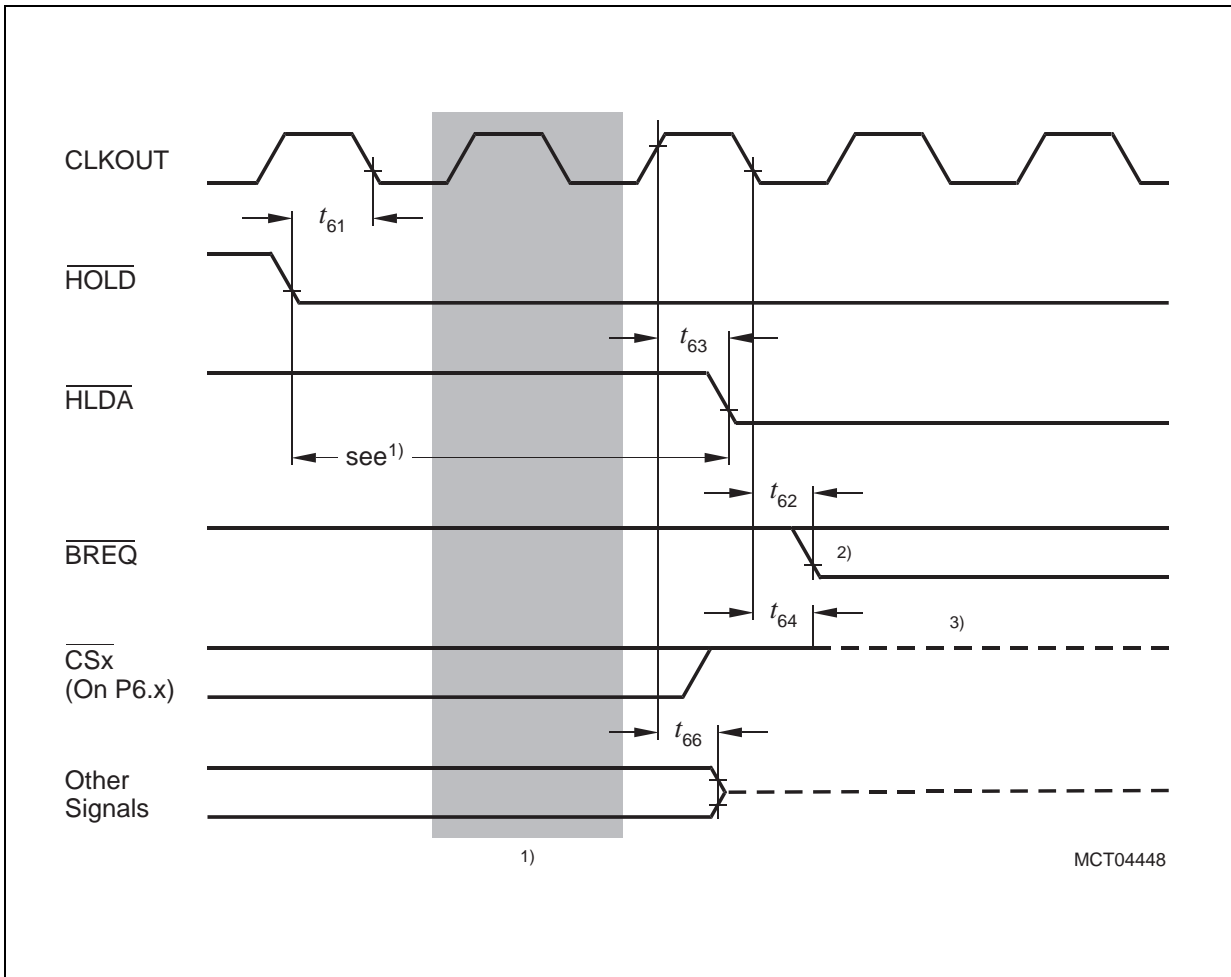 CLKOUT
t61
HOLD
t63
HLDA
see1)
t62
BREQ
2)
t64
3)
CSx
(On P6.x)
t66
Other
Signals
1)
MCT04448